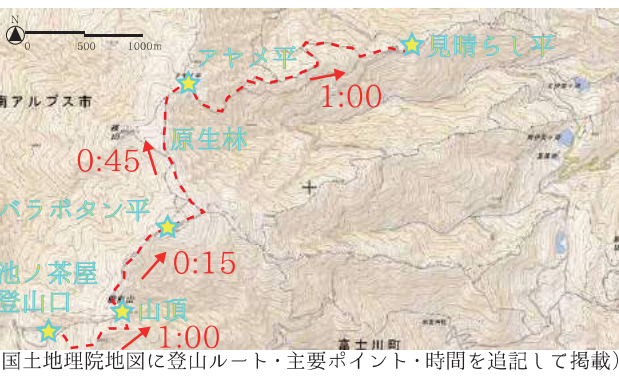 N
0 500 1000m
アヤメ平
見晴らし平
1:00
南アルプス市
原生林
0:45
バラボタン平
0:15
池ノ茶屋
登山口
山頂
1:00
富士川町
国土地理院地図に登山ルート・主要ポイント・時間を追記して掲載)